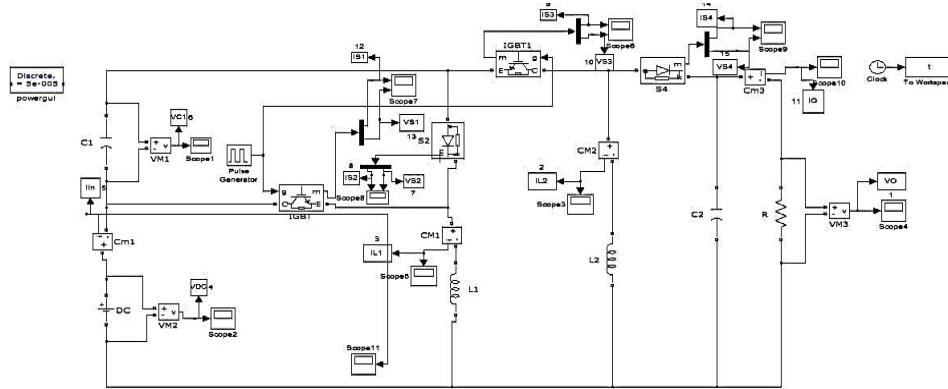 Discrete,
= 5e-005
powergui
C1
VC1 6
VM1
Scope1
Iin
5
Cm1
DC
VDC 4
VM2
Scope2
Pulse
Generator
g
m
C
E
IGBT
12
IS1
Scope7
VS1
13
S2
8
IS2
VS2
7
Scope8
3
IL1
CM1
Scope5
L1
Scope11
IGBT1
m
g
E
C
9
IS3
Scope6
10
VS3
2
IL2
CM2
Scope3
L2
S4
14
IS4
Scope9
15
VS4
Cm3
Scope10
11
IO
C2
R
VO
1
VM3
Scope4
Clock
t
To Workspace